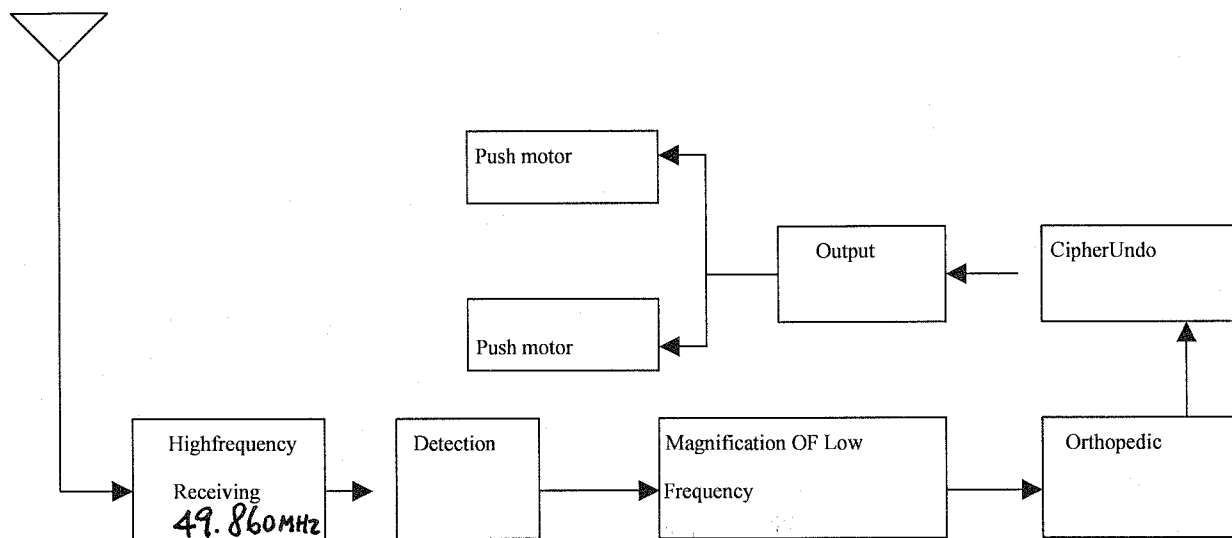 Push motor
Output
CipherUndo
Push motor
Highfrequency
Receiving
49.860MHz
Detection
Magnification OF Low
Frequency
Orthopedic